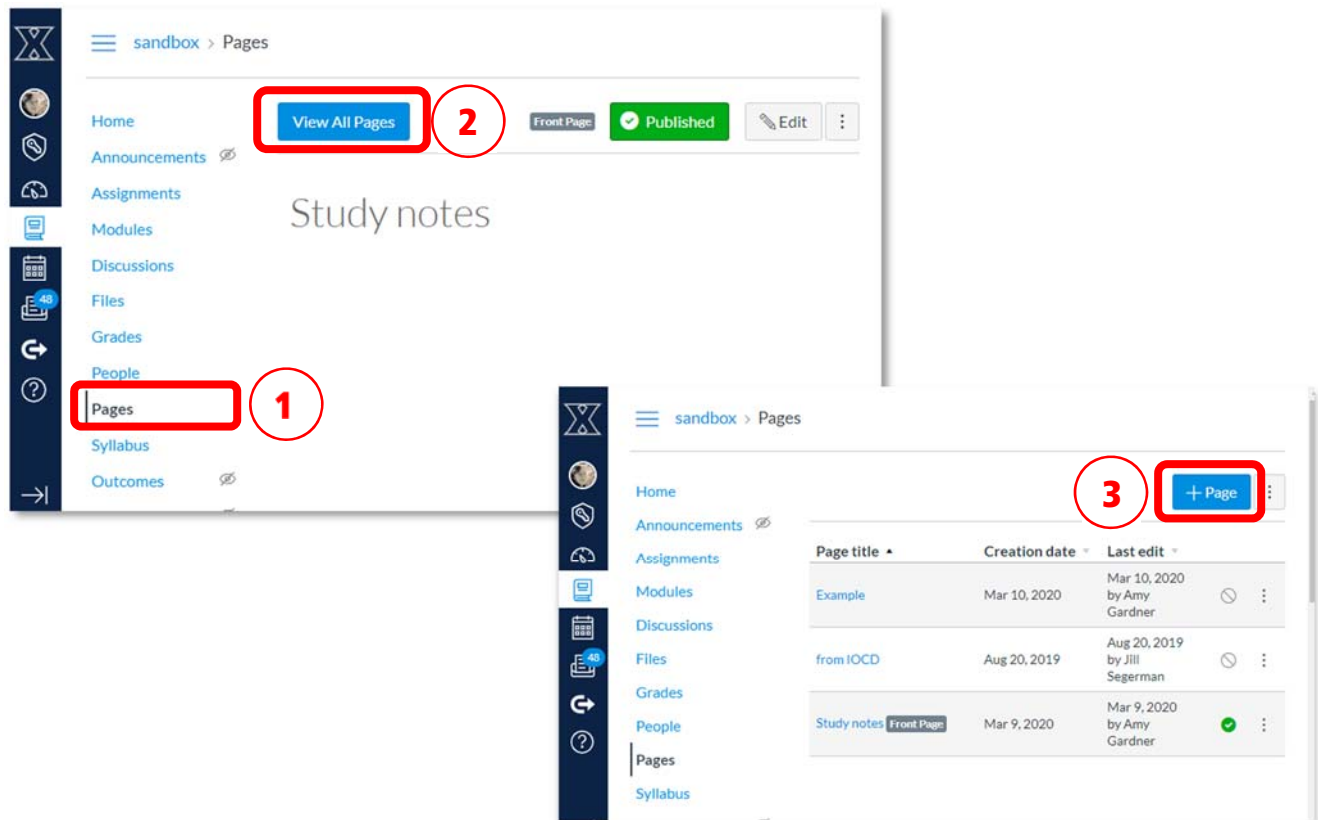 sandbox > Pages
View All Pages
2
Front Page
Published
Edit
Home
Announcements
Assignments
Modules
Discussions
Files
Grades
People
Pages
Syllabus
Outcomes
48
Study notes
1
sandbox > Pages
3
+ Page
Home
Announcements
Assignments
Modules
Discussions
Files
Grades
People
Pages
Syllabus
48
Page title Creation date Last edit
Example Mar 10, 2020 Mar 10, 2020
by Amy
Gardner
from IOCD Aug 20, 2019 Aug 20, 2019
by Jill
Segerman
Study notes Front Page Mar 9, 2020 Mar 9, 2020
by Amy
Gardner